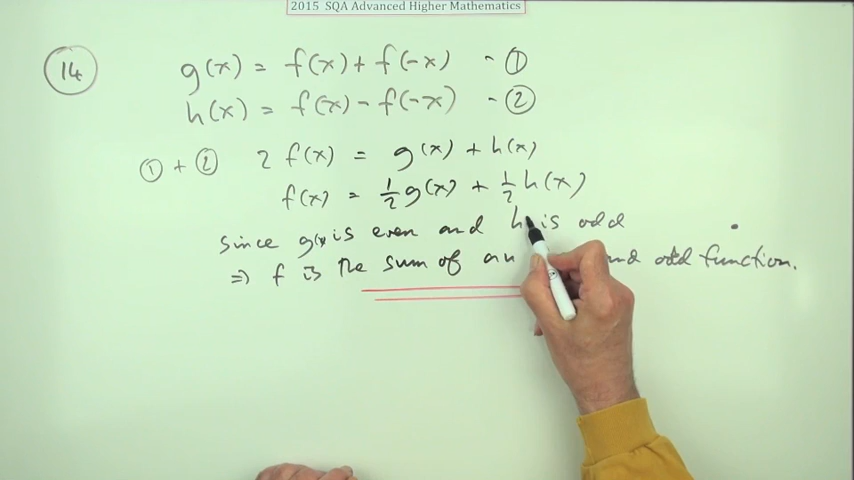 2015 SQA Advanced Higher Mathematics
14
g(x) = f(x) + f(-x) - ①
h(x) = f(x) - f(-x) - ②
① + ② 2 f(x) = g(x) + h(x)
f(x) = ½ g(x) + ½ h(x)
Since g(x) is even and h is odd
⇒ f is the sum of an and odd function.